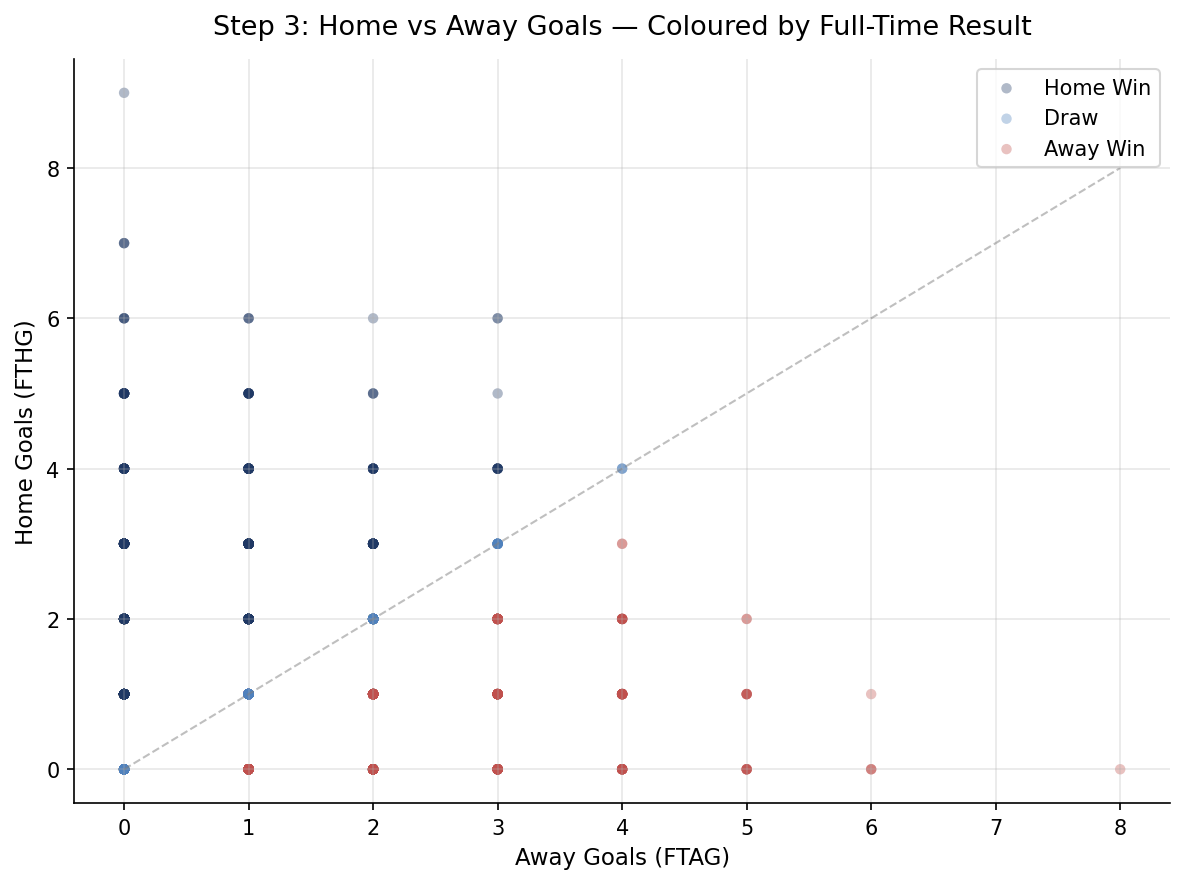 Step 3: Home vs Away Goals — Coloured by Full-Time Result
Home Win
Draw
Away Win
Home Goals (FTHG)
8
6
4
2
0
0 1 2 3 4 5 6 7 8
Away Goals (FTAG)